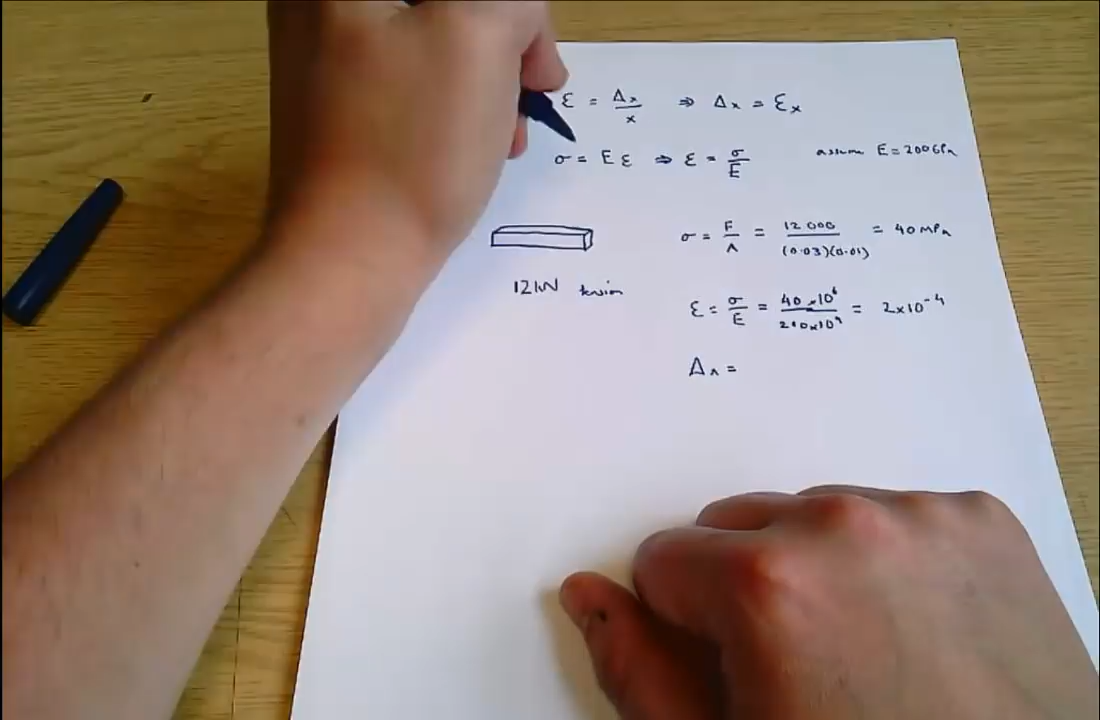 ε = Δx/x ⇒ Δx = εx
σ = Eε ⇒ ε = σ/E assume E = 200GPa
σ = F/A = 12 000/(0.03)(0.01) = 40 MPa
12kN tension
ε = σ/E = 40×10⁶/200×10⁹ = 2×10⁻⁴
Δx =